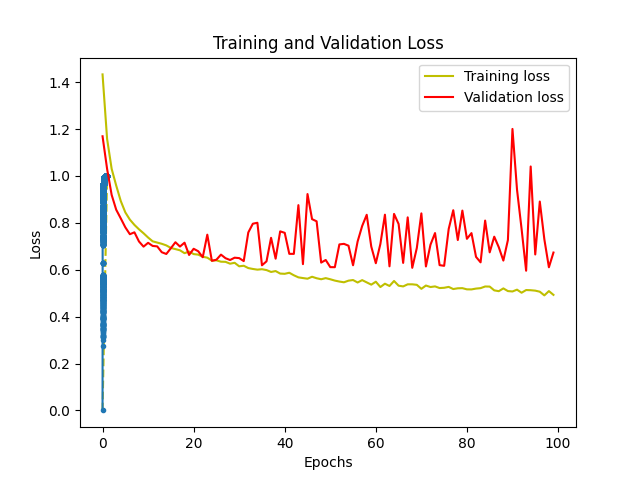 Training and Validation Loss
Training loss
Validation loss
1.4
1.2
1.0
0.8
0.6
0.4
0.2
0.0
Loss
0 20 40 60 80 100
Epochs